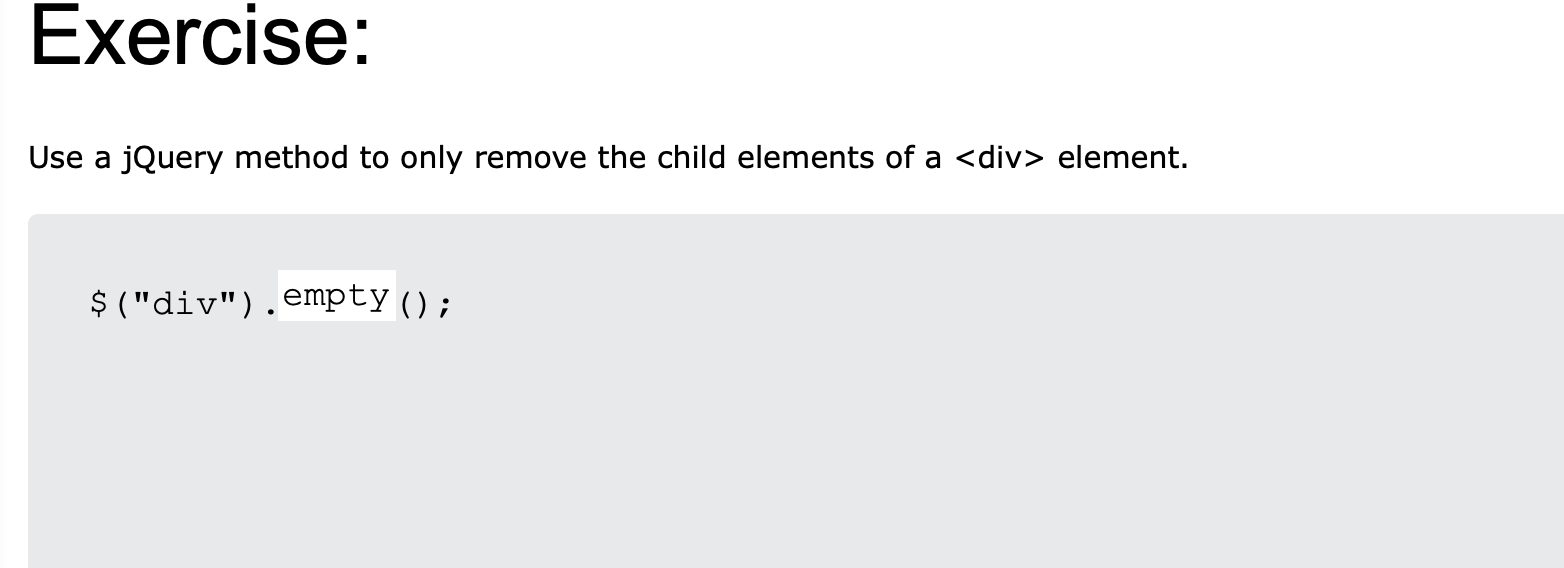 Exercise:
Use a jQuery method to only remove the child elements of a <div> element.
$("div").empty();